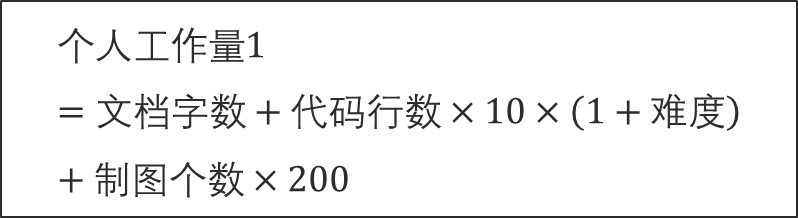 个人工作量1
= 文档字数 + 代码行数 × 10 × (1 + 难度)
+ 制图个数 × 200